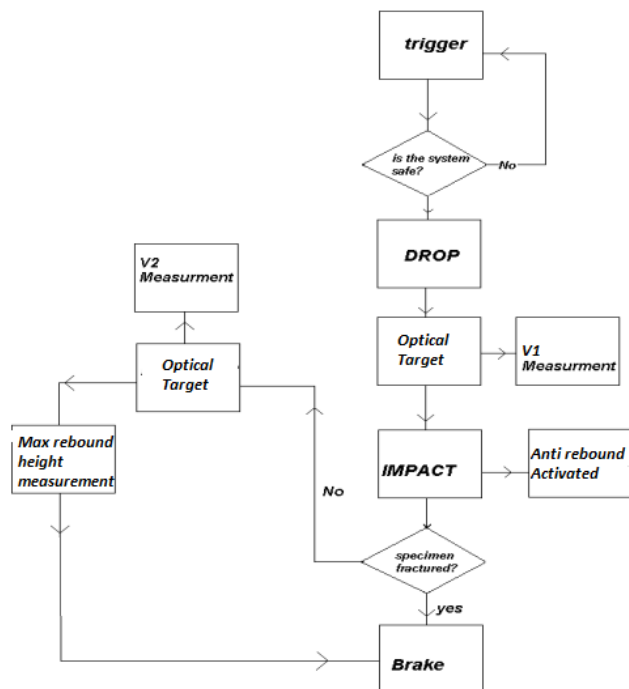 trigger
is the system
safe?
No
DROP
V2
Measurment
Optical
Target
Optical
Target
V1
Measurment
Max rebound
height
measurement
IMPACT
Anti rebound
Activated
No
specimen
fractured?
yes
Brake